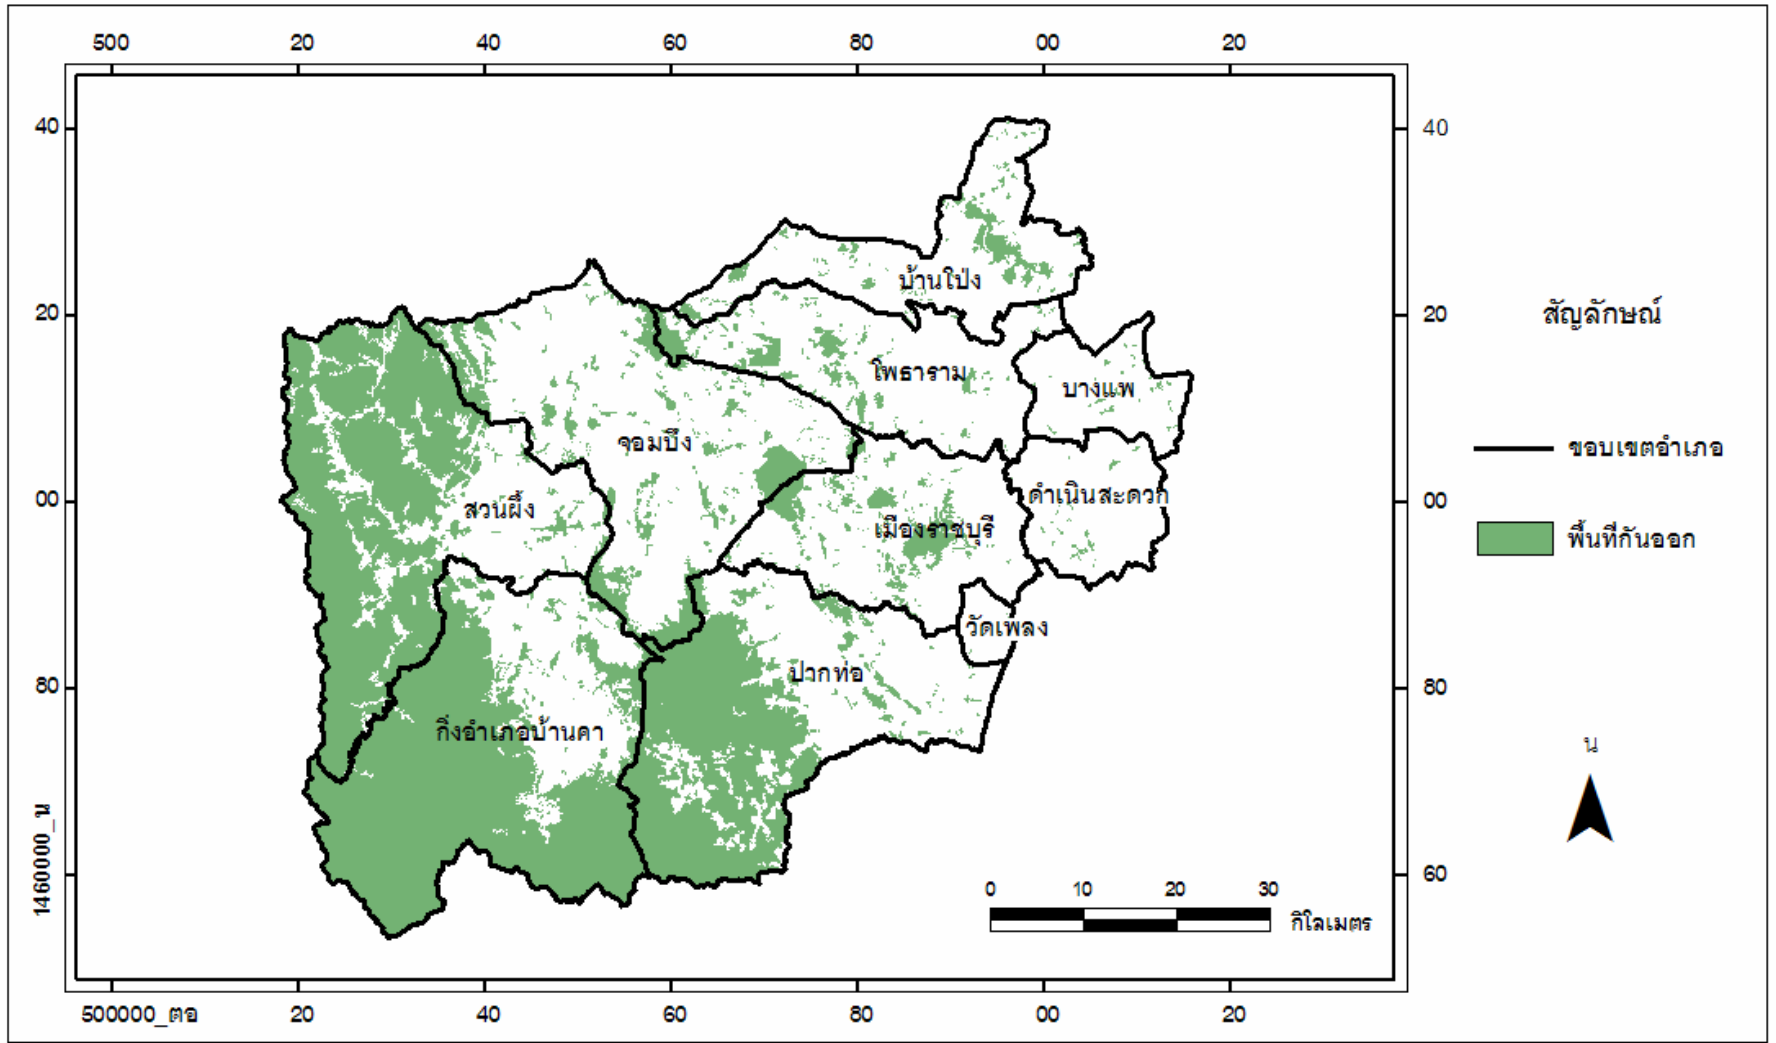 500 20 40 60 80 00 20
40 40
บ้านโป่ง
20 20
สัญลักษณ์
โพธาราม
บางแพ
จอมบึง
ขอบเขตอำเภอ
00 00
สวนผึ้ง
ดำเนินสะดวก
เมืองราชบุรี
พื้นที่กันออก
วัดเพลง
80 80
ปากท่อ
กิ่งอำเภอบ้านคา
น
1460000_น
60
0 10 20 30
กิโลเมตร
500000_ตอ 20 40 60 80 00 20